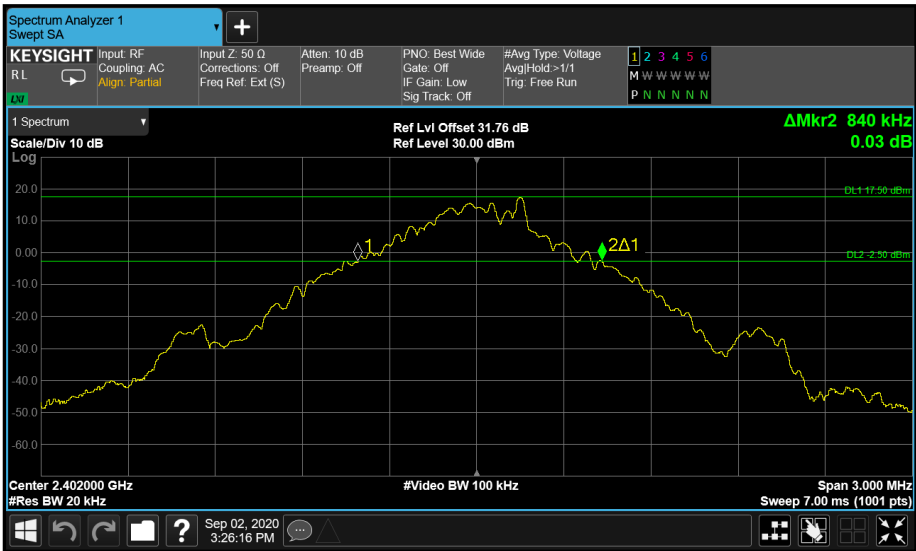 Spectrum Analyzer 1
Swept SA
+
KEYSIGHT
R L
LXI
Input: RF
Coupling: AC
Align: Partial
Input Z: 50 Ω
Corrections: Off
Freq Ref: Ext (S)
Atten: 10 dB
Preamp: Off
PNO: Best Wide
Gate: Off
IF Gain: Low
Sig Track: Off
#Avg Type: Voltage
Avg|Hold:>1/1
Trig: Free Run
1 2 3 4 5 6
M W W W W W
P N N N N N
1 Spectrum
Scale/Div 10 dB
Log
Ref Lvl Offset 31.76 dB
Ref Level 30.00 dBm
ΔMkr2 840 kHz
0.03 dB
20.0
DL1 17.50 dBm
10.0
1
2Δ1
0.00
DL2 -2.50 dBm
-10.0
-20.0
-30.0
-40.0
-50.0
-60.0
Center 2.402000 GHz
#Video BW 100 kHz
Span 3.000 MHz
#Res BW 20 kHz
Sweep 7.00 ms (1001 pts)
?
Sep 02, 2020
3:26:16 PM